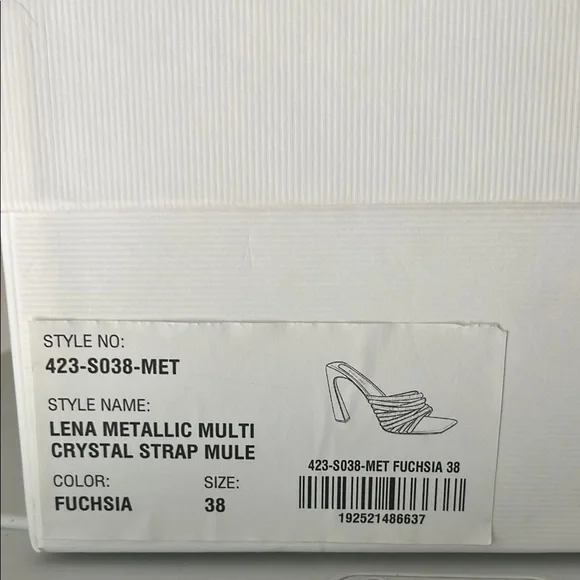 STYLE NO:
423-S038-MET
STYLE NAME:
LENA METALLIC MULTI
CRYSTAL STRAP MULE
COLOR: SIZE:
FUCHSIA 38
423-S038-MET FUCHSIA 38
192521486637